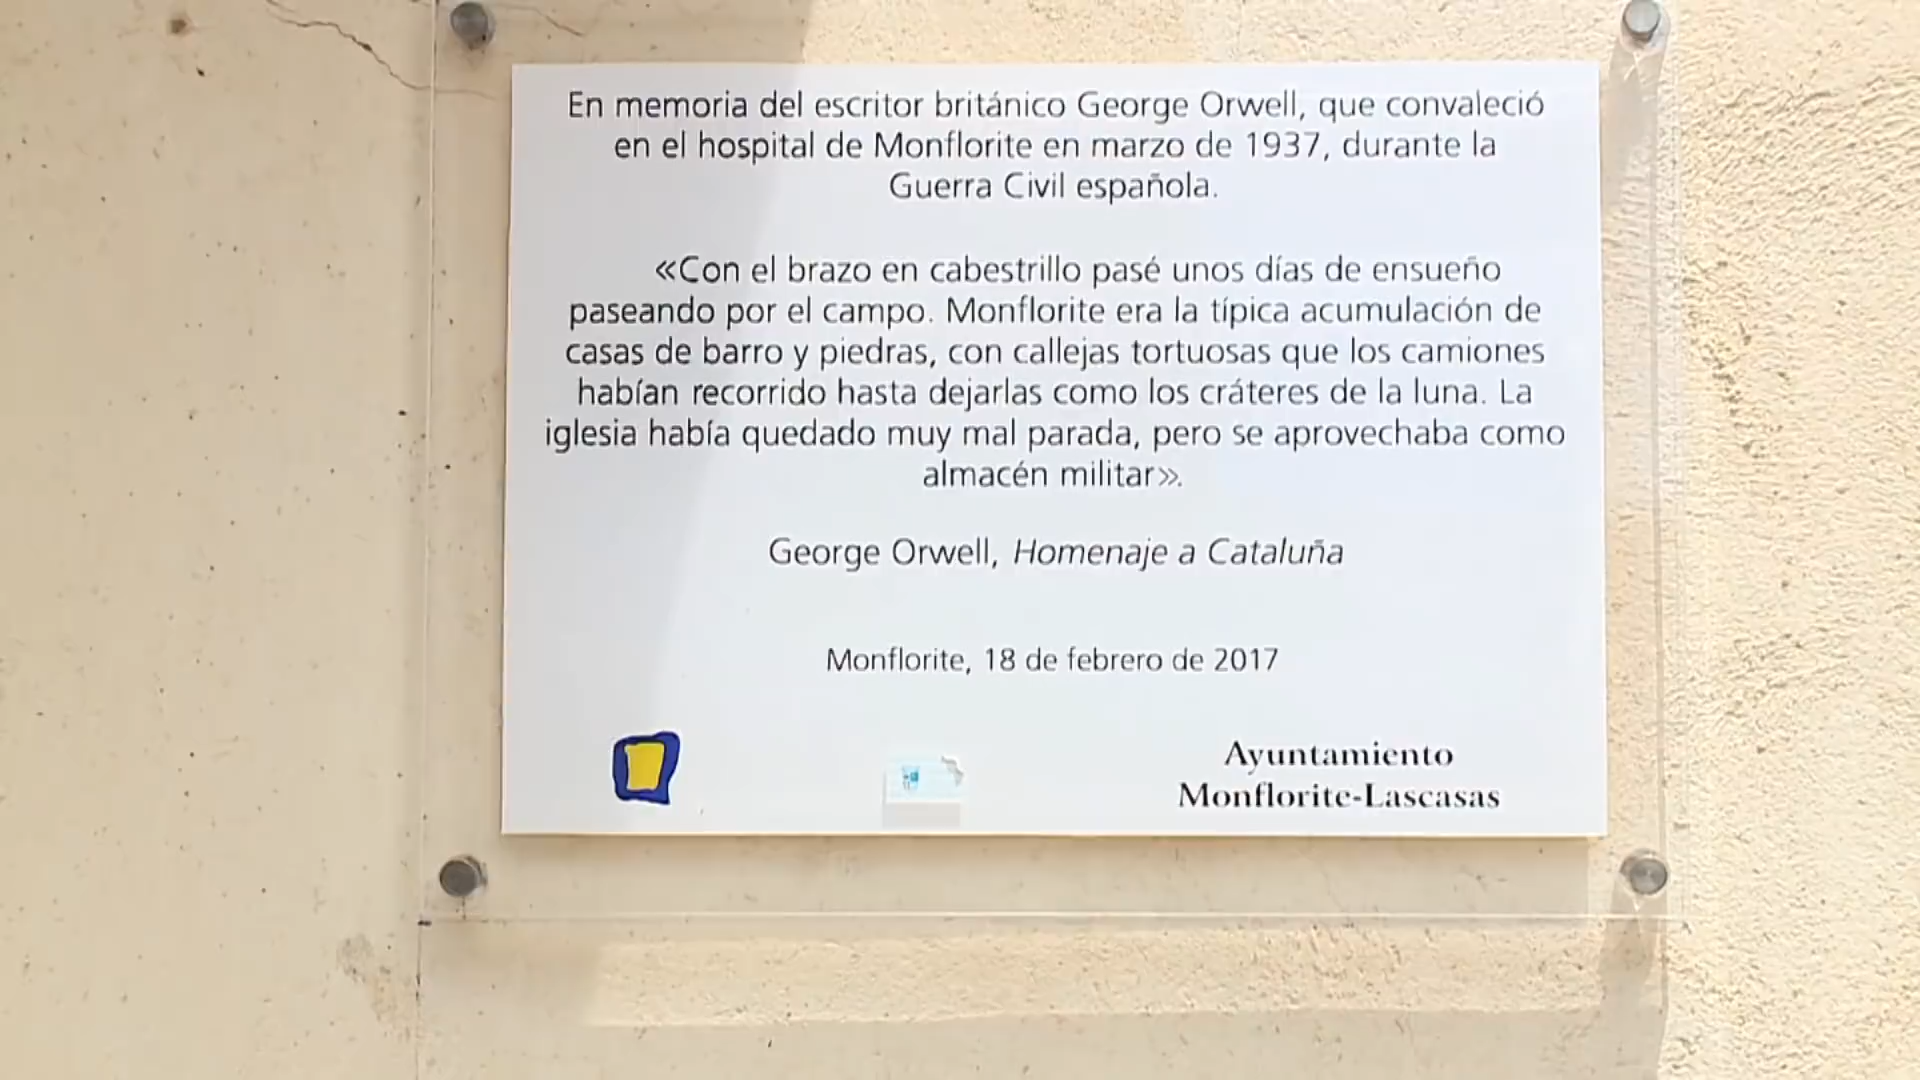 En memoria del escritor británico George Orwell, que convaleció
en el hospital de Monflorite en marzo de 1937, durante la
Guerra Civil española.
«Con el brazo en cabestrillo pasé unos días de ensueño
paseando por el campo. Monflorite era la típica acumulación de
casas de barro y piedras, con callejas tortuosas que los camiones
habían recorrido hasta dejarlas como los cráteres de la luna. La
iglesia había quedado muy mal parada, pero se aprovechaba como
almacén militar».
George Orwell, Homenaje a Cataluña
Monflorite, 18 de febrero de 2017
Ayuntamiento
Monflorite-Lascasas